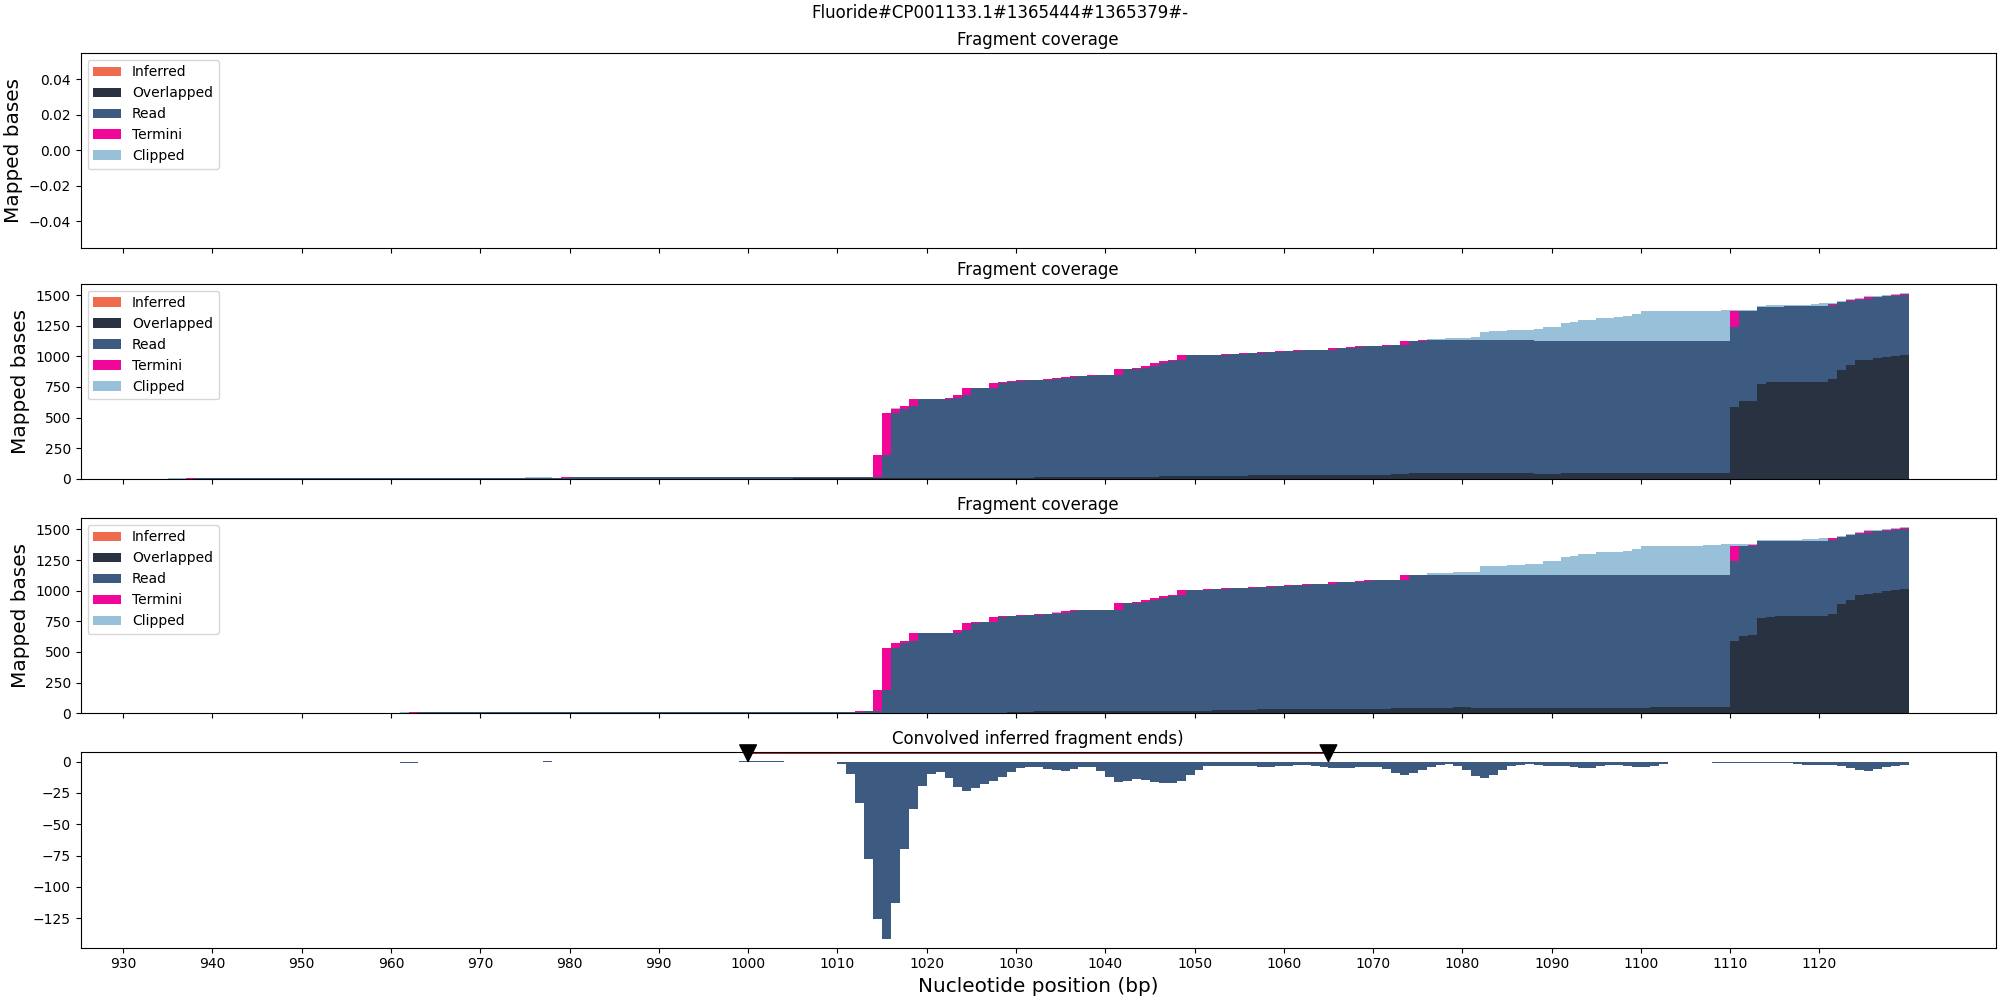 Fluoride#CP001133.1#1365444#1365379#-
Fragment coverage
Mapped bases
0.04
0.02
0.00
−0.02
−0.04
Inferred
Overlapped
Read
Termini
Clipped
Fragment coverage
Mapped bases
1500
1250
1000
750
500
250
0
Inferred
Overlapped
Read
Termini
Clipped
Fragment coverage
Mapped bases
1500
1250
1000
750
500
250
0
Inferred
Overlapped
Read
Termini
Clipped
Convolved inferred fragment ends)
0
−25
−50
−75
−100
−125
930 940 950 960 970 980 990 1000 1010 1020 1030 1040 1050 1060 1070 1080 1090 1100 1110 1120
Nucleotide position (bp)